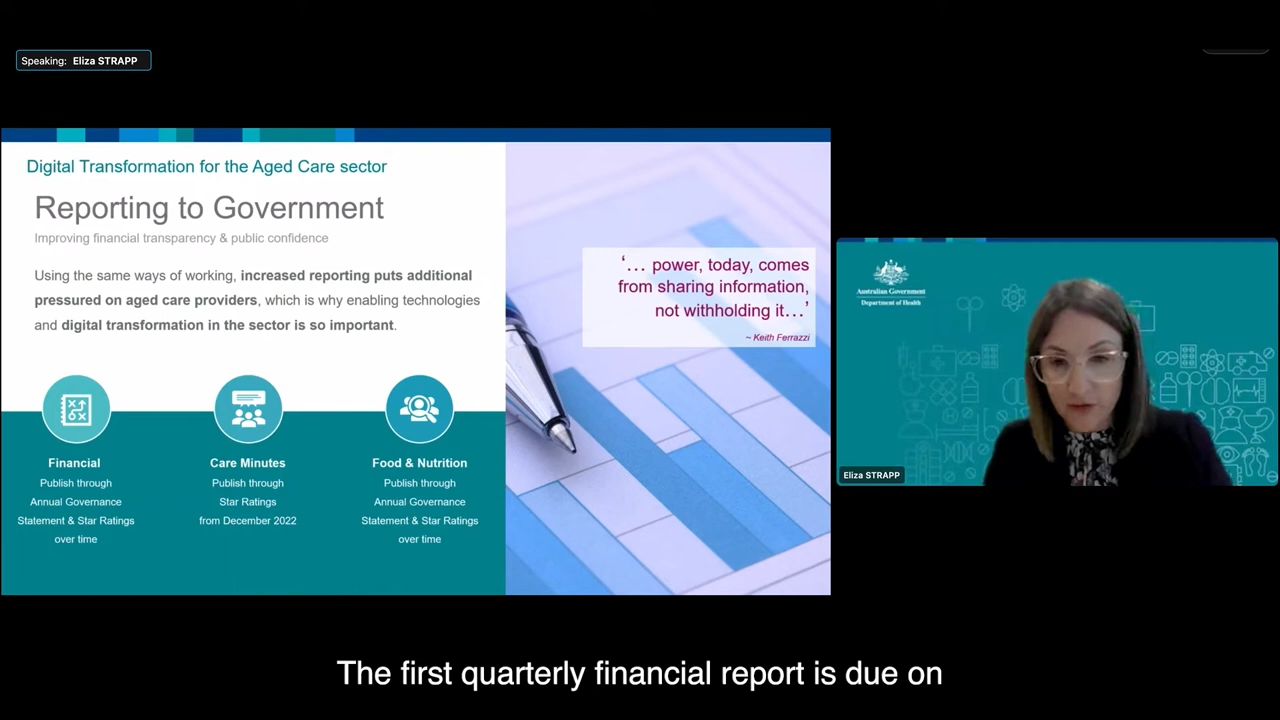 Speaking: Eliza STRAPP
Digital Transformation for the Aged Care sector
Reporting to Government
Improving financial transparency & public confidence
Using the same ways of working, increased reporting puts additional
pressured on aged care providers, which is why enabling technologies
and digital transformation in the sector is so important.
‘… power, today, comes
from sharing information,
not withholding it…’
~ Keith Ferrazzi
Financial
Publish through
Annual Governance
Statement & Star Ratings
over time
Care Minutes
Publish through
Star Ratings
from December 2022
Food & Nutrition
Publish through
Annual Governance
Statement & Star Ratings
over time
Australian Government
Department of Health
Eliza STRAPP
The first quarterly financial report is due on